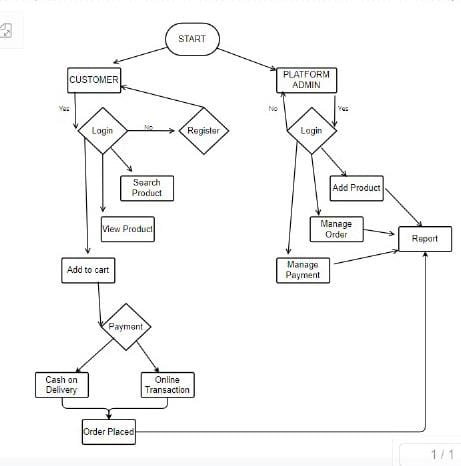 START
CUSTOMER
PLATFORM
ADMIN
Yes
No
Yes
Login
No
Register
Login
Search
Product
Add Product
View Product
Manage
Order
Report
Add to cart
Manage
Payment
Payment
Cash on
Delivery
Online
Transaction
Order Placed
1 / 1